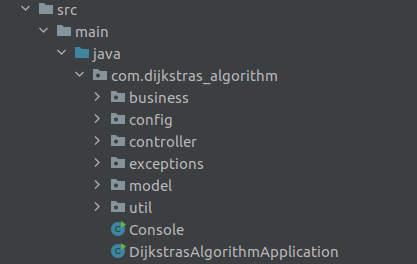 src
main
java
com.dijkstras_algorithm
business
config
controller
exceptions
model
util
Console
DijkstrasAlgorithmApplication